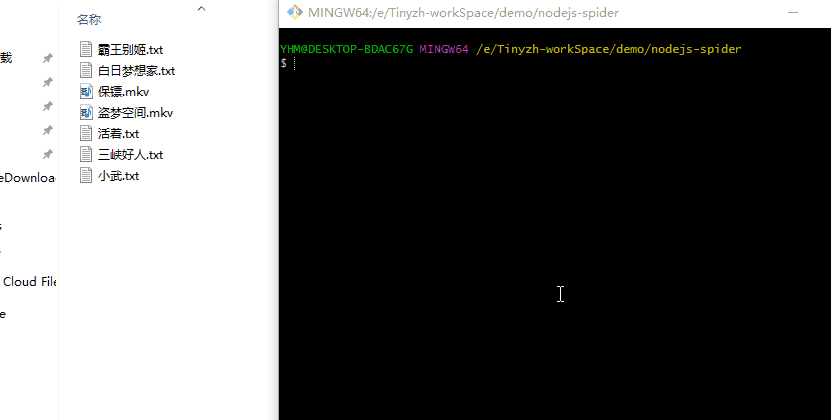 名称
载
霸王别姬.txt
白日梦想家.txt
保镖.mkv
盗梦空间.mkv
活着.txt
三峡好人.txt
小武.txt
eDownloa
s
Cloud File
e
MINGW64:/e/Tinyzh-workSpace/demo/nodejs-spider
YHM@DESKTOP-BDAC67G MINGW64 /e/Tinyzh-workSpace/demo/nodejs-spider
$